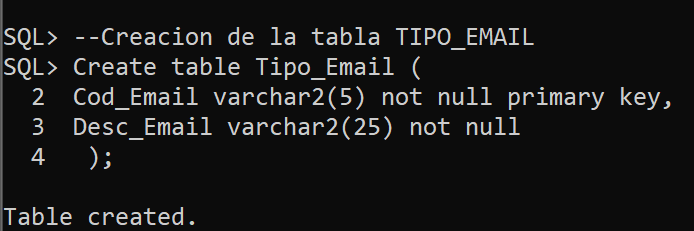 SQL> --Creacion de la tabla TIPO_EMAIL
SQL> Create table Tipo_Email (
  2  Cod_Email varchar2(5) not null primary key,
  3  Desc_Email varchar2(25) not null
  4   );
Table created.